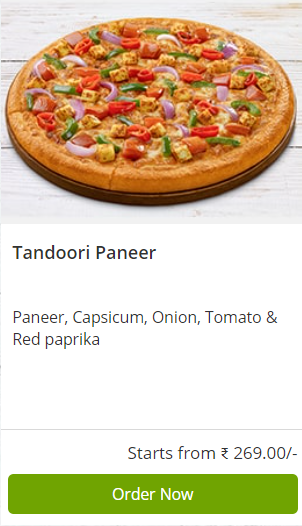 Tandoori Paneer
Paneer, Capsicum, Onion, Tomato &
Red paprika
Starts from ₹ 269.00/-
Order Now